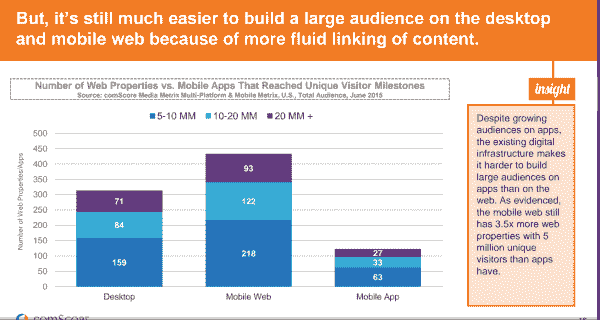 But, it's still much easier to build a large audience on the desktop
and mobile web because of more fluid linking of content.
Number of Web Properties vs. Mobile Apps That Reached Unique Visitor Milestones
Source: comScore Media Metrix Multi-Platform & Mobile Metrix, U.S., Total Audience, June 2015
insight
5-10 MM 10-20 MM 20 MM +
Despite growing
audiences on apps,
the existing digital
infrastructure makes
it harder to build
large audiences on
apps than on the
web. As evidenced,
the mobile web still
has 3.5x more web
properties with 5
million unique
visitors than apps
have.
Number of Web Properties/Apps
500
450
400
350
300
250
200
150
100
50
0
71
84
159
93
122
218
27
33
63
Desktop Mobile Web Mobile App